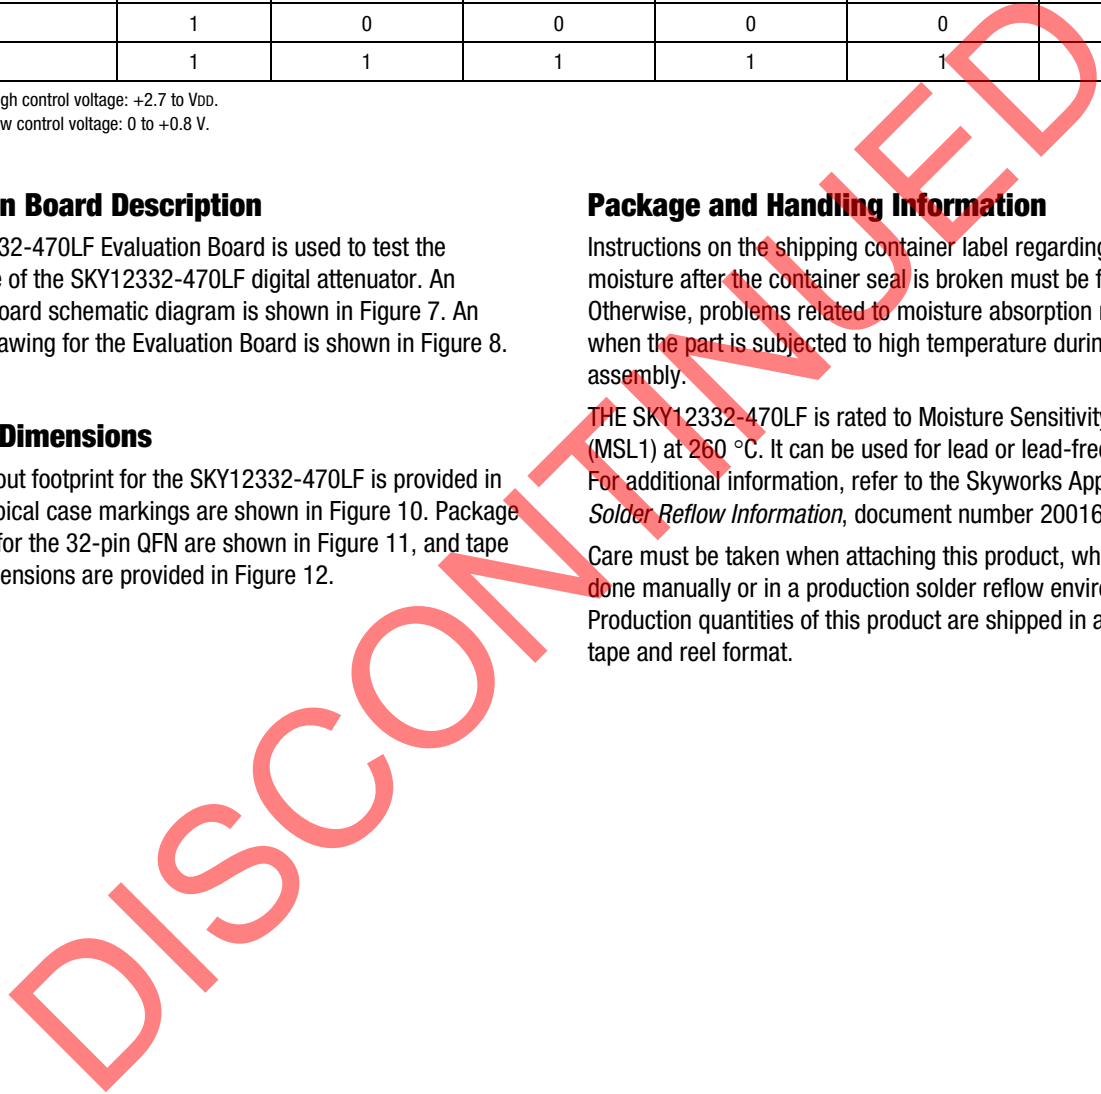 1 0 0 0 0
1 1 1 1 1
gh control voltage: +2.7 to VDD.
w control voltage: 0 to +0.8 V.
n Board Description
32-470LF Evaluation Board is used to test the
e of the SKY12332-470LF digital attenuator. An
oard schematic diagram is shown in Figure 7. An
awing for the Evaluation Board is shown in Figure 8.
Dimensions
out footprint for the SKY12332-470LF is provided in
pical case markings are shown in Figure 10. Package
for the 32-pin QFN are shown in Figure 11, and tape
ensions are provided in Figure 12.
Package and Handling Information
Instructions on the shipping container label regarding
moisture after the container seal is broken must be f
Otherwise, problems related to moisture absorption
when the part is subjected to high temperature durin
assembly.
THE SKY12332-470LF is rated to Moisture Sensitivity
(MSL1) at 260 °C. It can be used for lead or lead-fre
For additional information, refer to the Skyworks App
Solder Reflow Information, document number 20016
Care must be taken when attaching this product, wh
done manually or in a production solder reflow enviro
Production quantities of this product are shipped in a
tape and reel format.
DISCONTINUED